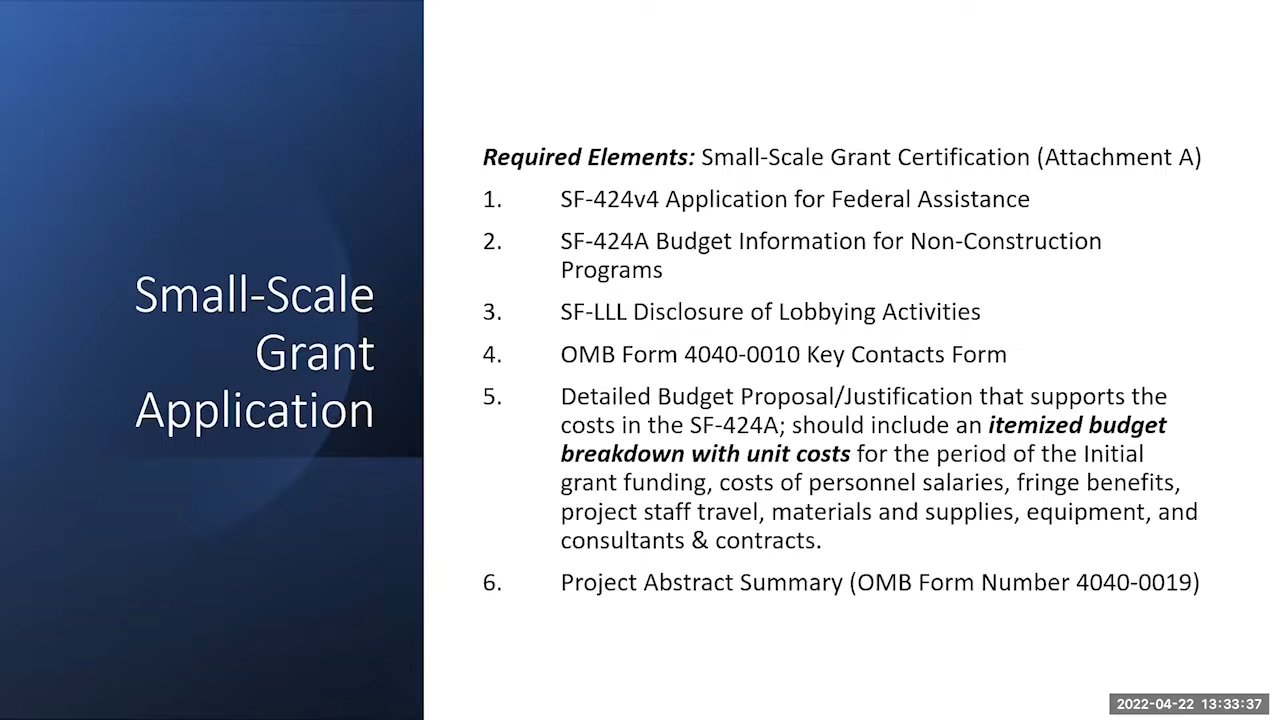 Small-Scale
Grant
Application
Required Elements: Small-Scale Grant Certification (Attachment A)
1. SF-424v4 Application for Federal Assistance
2. SF-424A Budget Information for Non-Construction
Programs
3. SF-LLL Disclosure of Lobbying Activities
4. OMB Form 4040-0010 Key Contacts Form
5. Detailed Budget Proposal/Justification that supports the
costs in the SF-424A; should include an itemized budget
breakdown with unit costs for the period of the Initial
grant funding, costs of personnel salaries, fringe benefits,
project staff travel, materials and supplies, equipment, and
consultants & contracts.
6. Project Abstract Summary (OMB Form Number 4040-0019)
2022-04-22 13:33:37